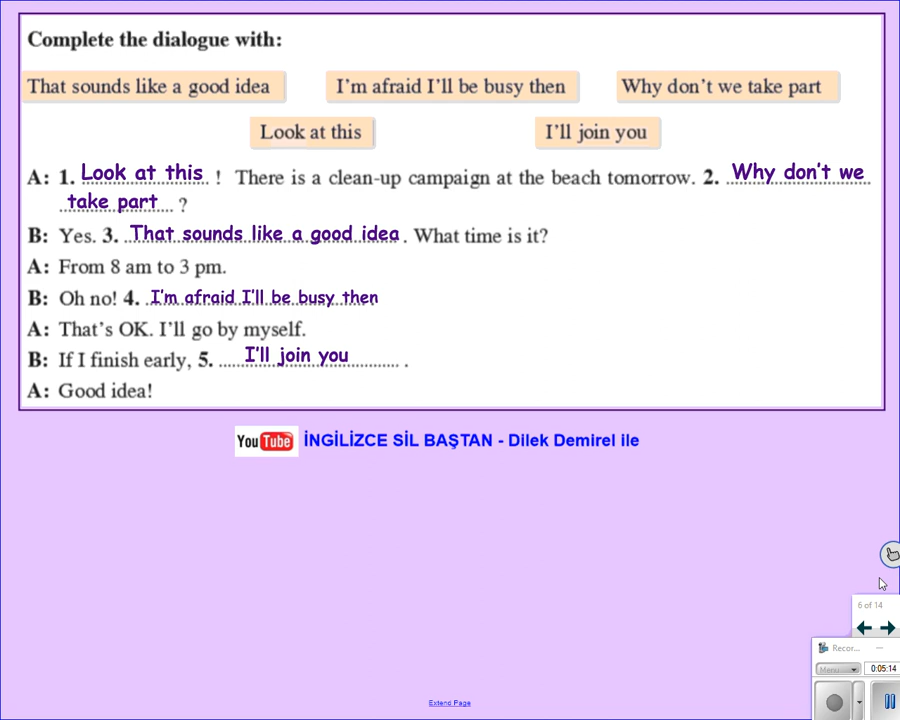 Complete the dialogue with:
That sounds like a good idea
I'm afraid I'll be busy then
Why don't we take part
Look at this
I'll join you
A: 1. Look at this ! There is a clean-up campaign at the beach tomorrow. 2. Why don't we
take part ?
B: Yes. 3. That sounds like a good idea . What time is it?
A: From 8 am to 3 pm.
B: Oh no! 4. I'm afraid I'll be busy then
A: That's OK. I'll go by myself.
B: If I finish early, 5. I'll join you .
A: Good idea!
YouTube İNGİLİZCE SİL BAŞTAN - Dilek Demirel ile
6 of 14
Recor...
Menu
0:05:14
Extend Page